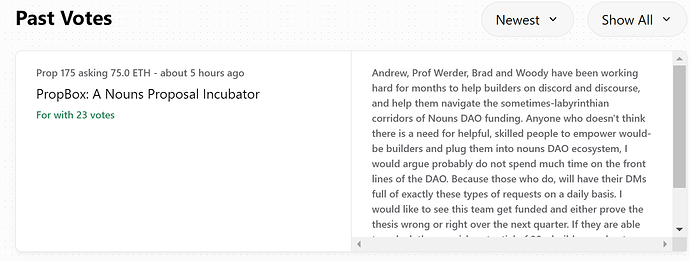 Past Votes
Newest
Show All
Prop 175 asking 75.0 ETH - about 5 hours ago
PropBox: A Nouns Proposal Incubator
For with 23 votes
Andrew, Prof Werder, Brad and Woody have been working
hard for months to help builders on discord and discourse,
and help them navigate the sometimes-labyrinthian
corridors of Nouns DAO funding. Anyone who doesn't think
there is a need for helpful, skilled people to empower would-
be builders and plug them into nouns DAO ecosystem, I
would argue probably do not spend much time on the front
lines of the DAO. Because those who do, will have their DMs
full of exactly these types of requests on a daily basis. I
would like to see this team get funded and either prove the
thesis wrong or right over the next quarter. If they are able